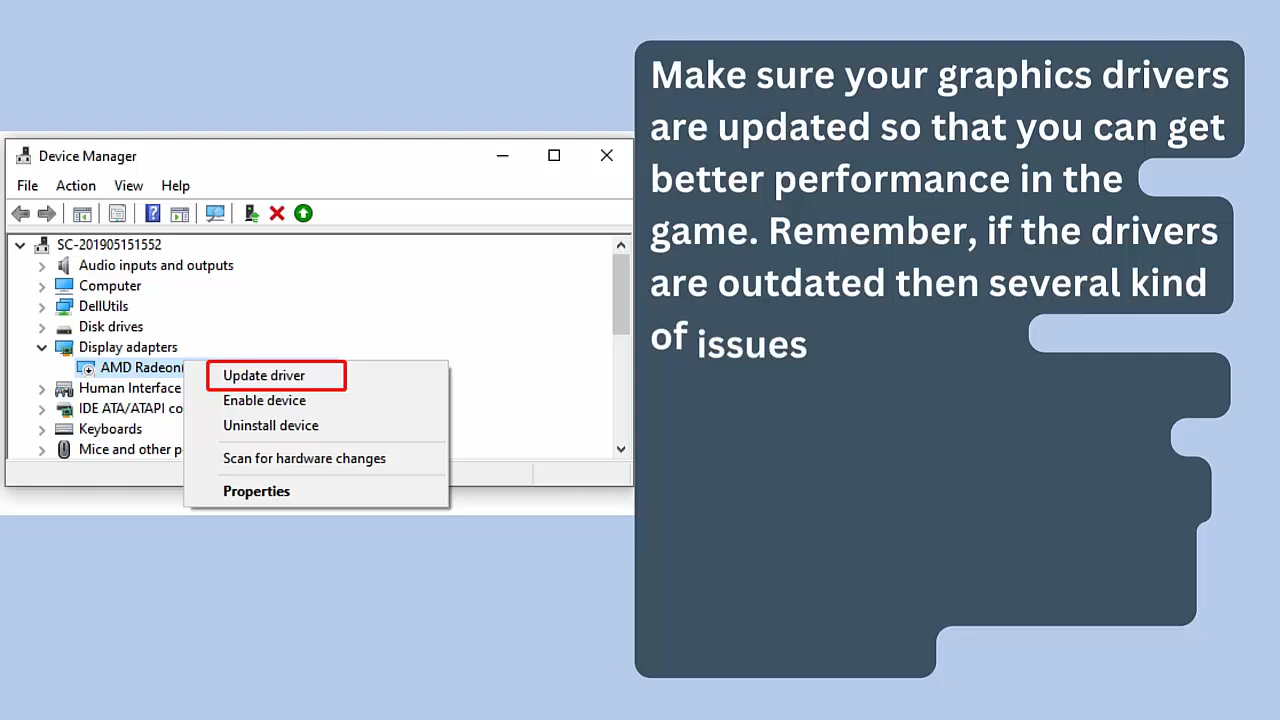 Device Manager
File Action View Help
SC-201905151552
Audio inputs and outputs
Computer
DellUtils
Disk drives
Display adapters
AMD Radeon(
Human Interface
IDE ATA/ATAPI co
Keyboards
Mice and other p
Update driver
Enable device
Uninstall device
Scan for hardware changes
Properties
Make sure your graphics drivers
are updated so that you can get
better performance in the
game. Remember, if the drivers
are outdated then several kind
of issues